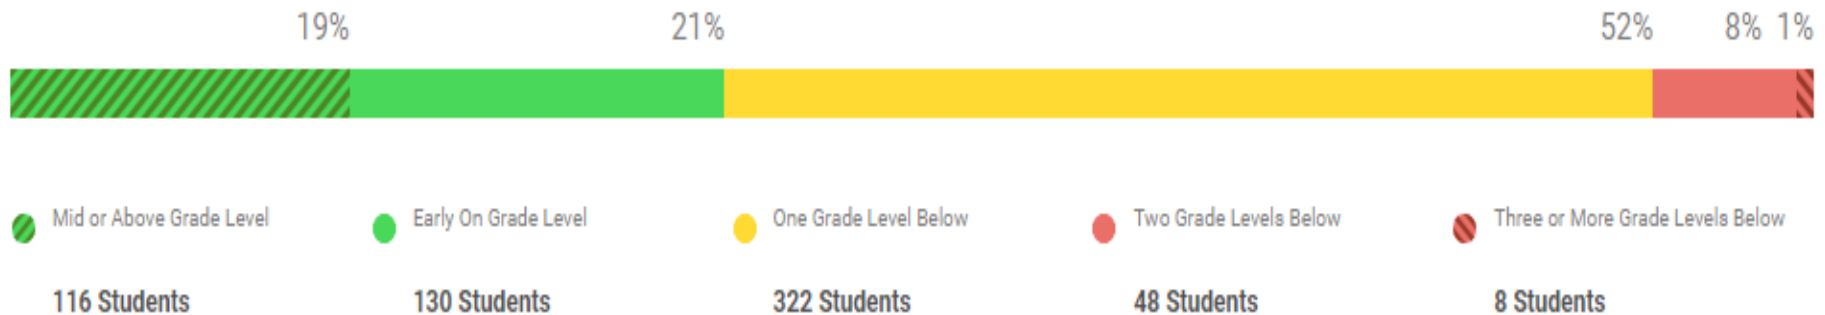 19% 21% 52% 8% 1%
Mid or Above Grade Level Early On Grade Level One Grade Level Below Two Grade Levels Below Three or More Grade Levels Below
116 Students 130 Students 322 Students 48 Students 8 Students